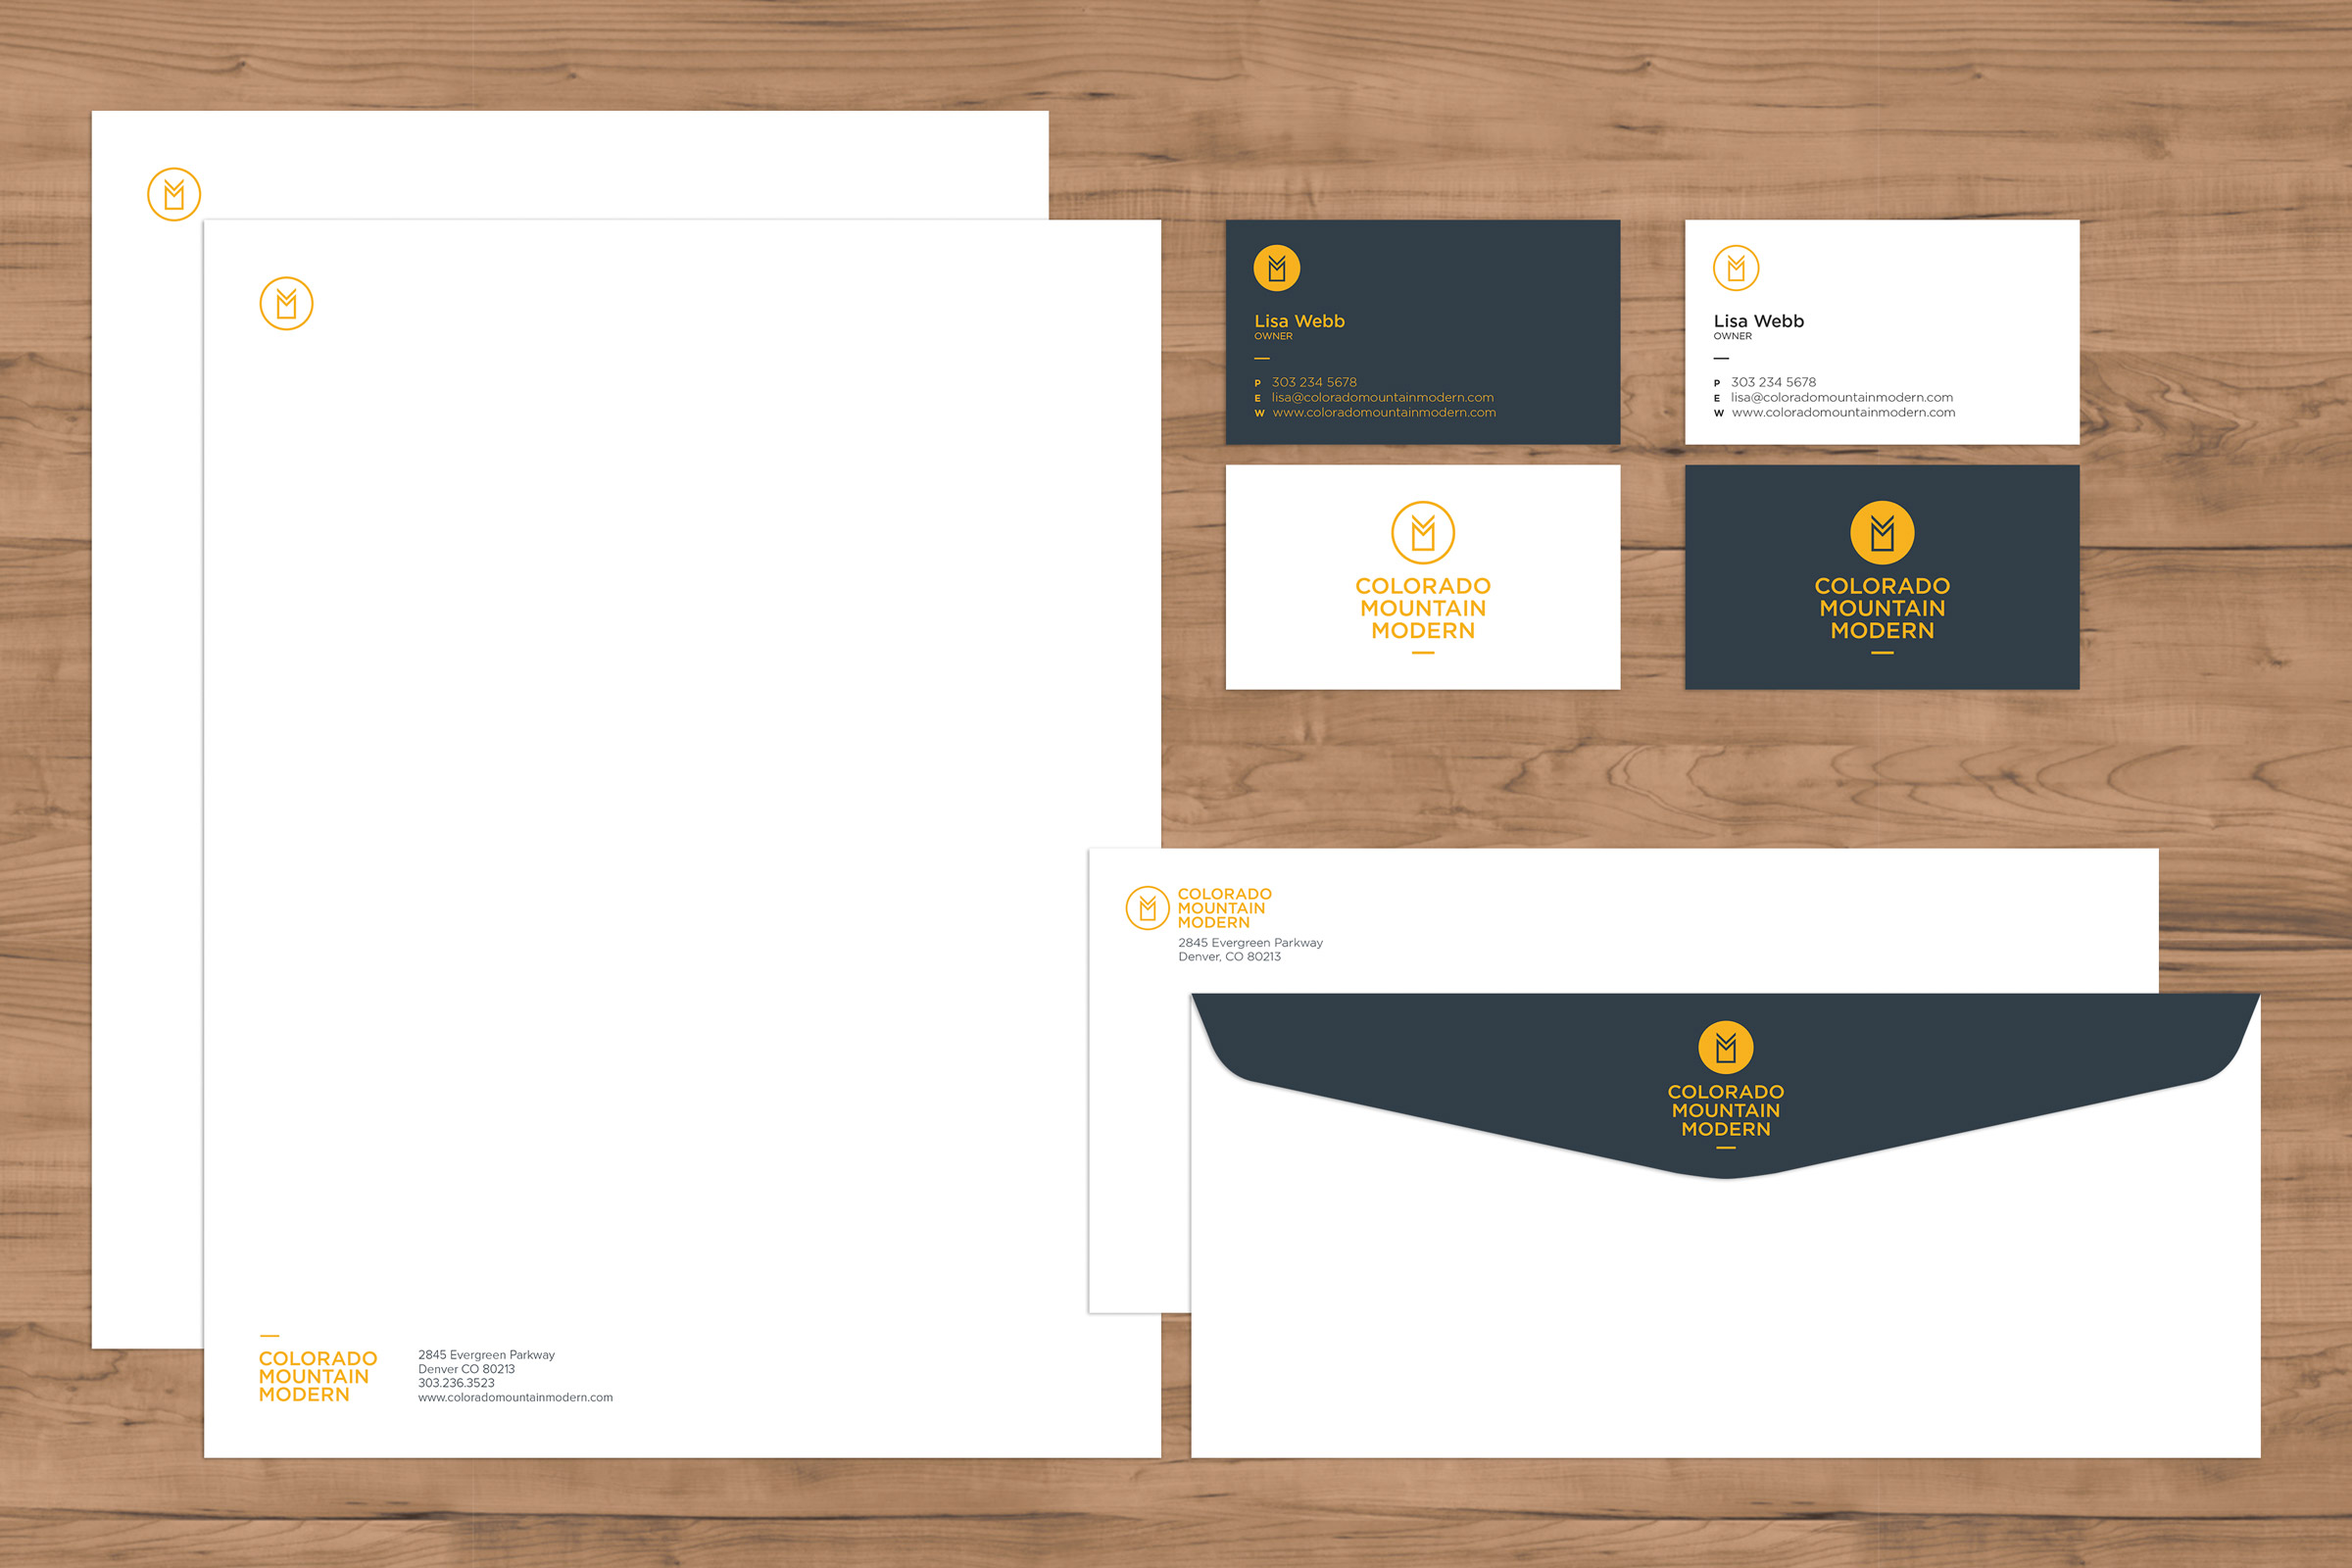 COLORADO
MOUNTAIN
MODERN
2845 Evergreen Parkway
Denver CO 80213
303.236.3523
www.coloradomountainmodern.com
Lisa Webb
OWNER
P 303 234 5678
E lisa@coloradomountainmodern.com
W www.coloradomountainmodern.com
Lisa Webb
OWNER
P 303 234 5678
E lisa@coloradomountainmodern.com
W www.coloradomountainmodern.com
COLORADO
MOUNTAIN
MODERN
COLORADO
MOUNTAIN
MODERN
COLORADO
MOUNTAIN
MODERN
2845 Evergreen Parkway
Denver, CO 80213
COLORADO
MOUNTAIN
MODERN